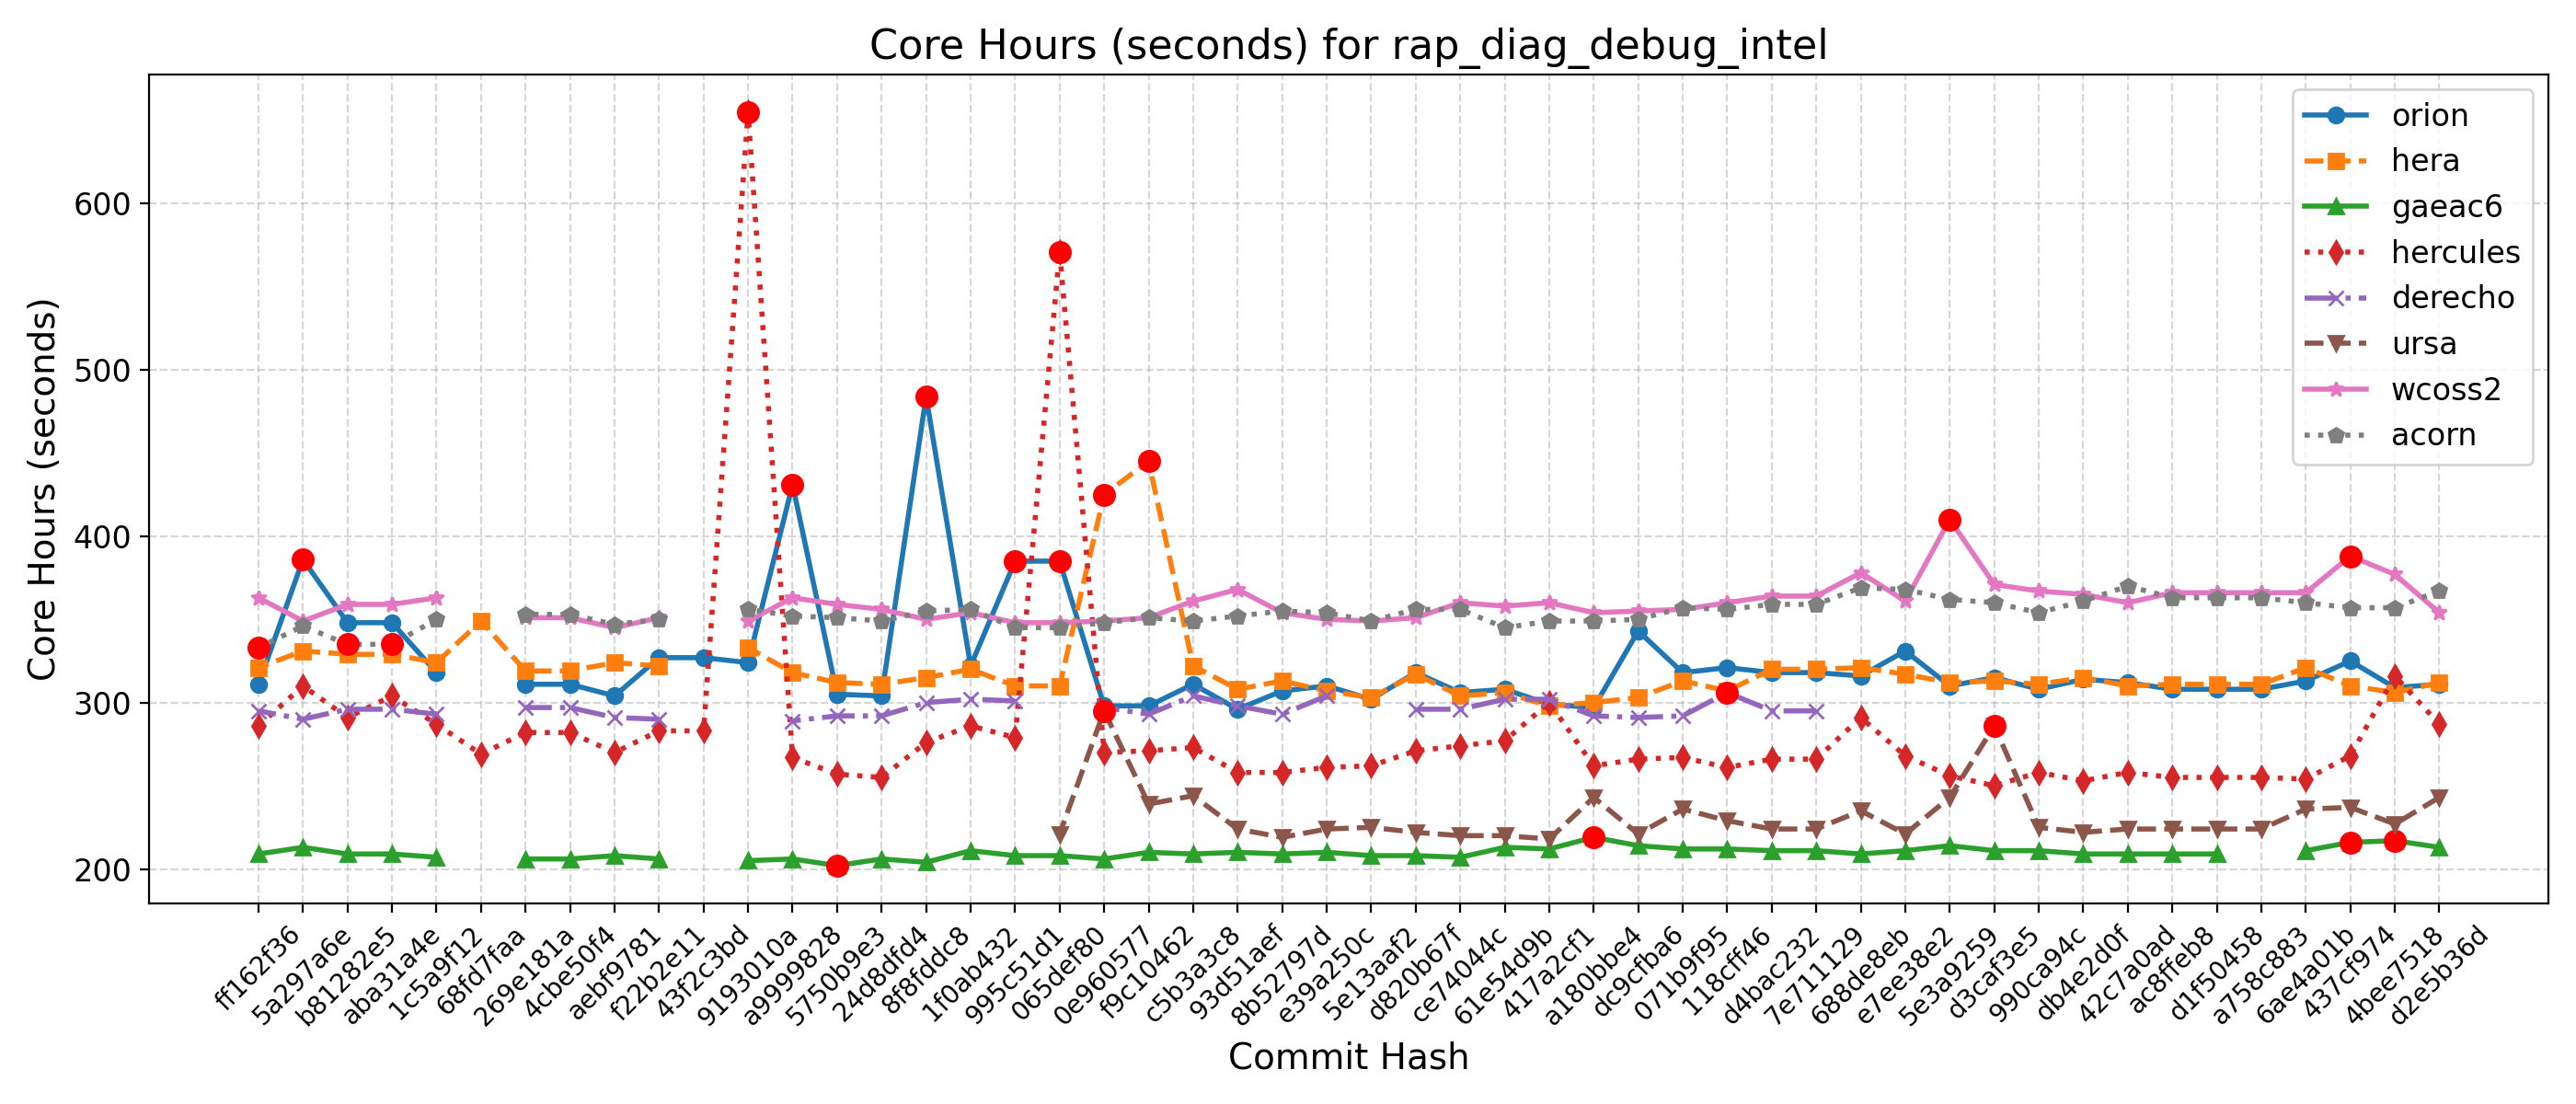 Core Hours (seconds) for rap_diag_debug_intel
Core Hours (seconds)
600
500
400
300
200
orion
hera
gaeac6
hercules
derecho
ursa
wcoss2
acorn
ff162f36
5a297a6e
b81282e5
aba31a4e
1c5a9f12
68fd7faa
269e181a
4cbe50f4
aebf9781
f22b2e11
43f2c3bd
9193010a
a9999828
5750b9e3
24d8dfd4
8f8fddc8
1f0ab432
995c51d1
065def80
0e960577
f9c10462
c5b3a3c8
93d51aef
8b52797d
e39a250c
5e13aaf2
d820b67f
ce74044c
61e54d9b
417a2cf1
a180bbe4
dc9cfba6
071b9f95
118cff46
d4bac232
7e711129
688de8eb
e7ee38e2
5e3a9259
d3caf3e5
990ca94c
db4e2d0f
42c7a0ad
ac8ffeb8
d1f50458
a758c883
6ae4a01b
437cf974
4bee7518
d2e5b36d
Commit Hash